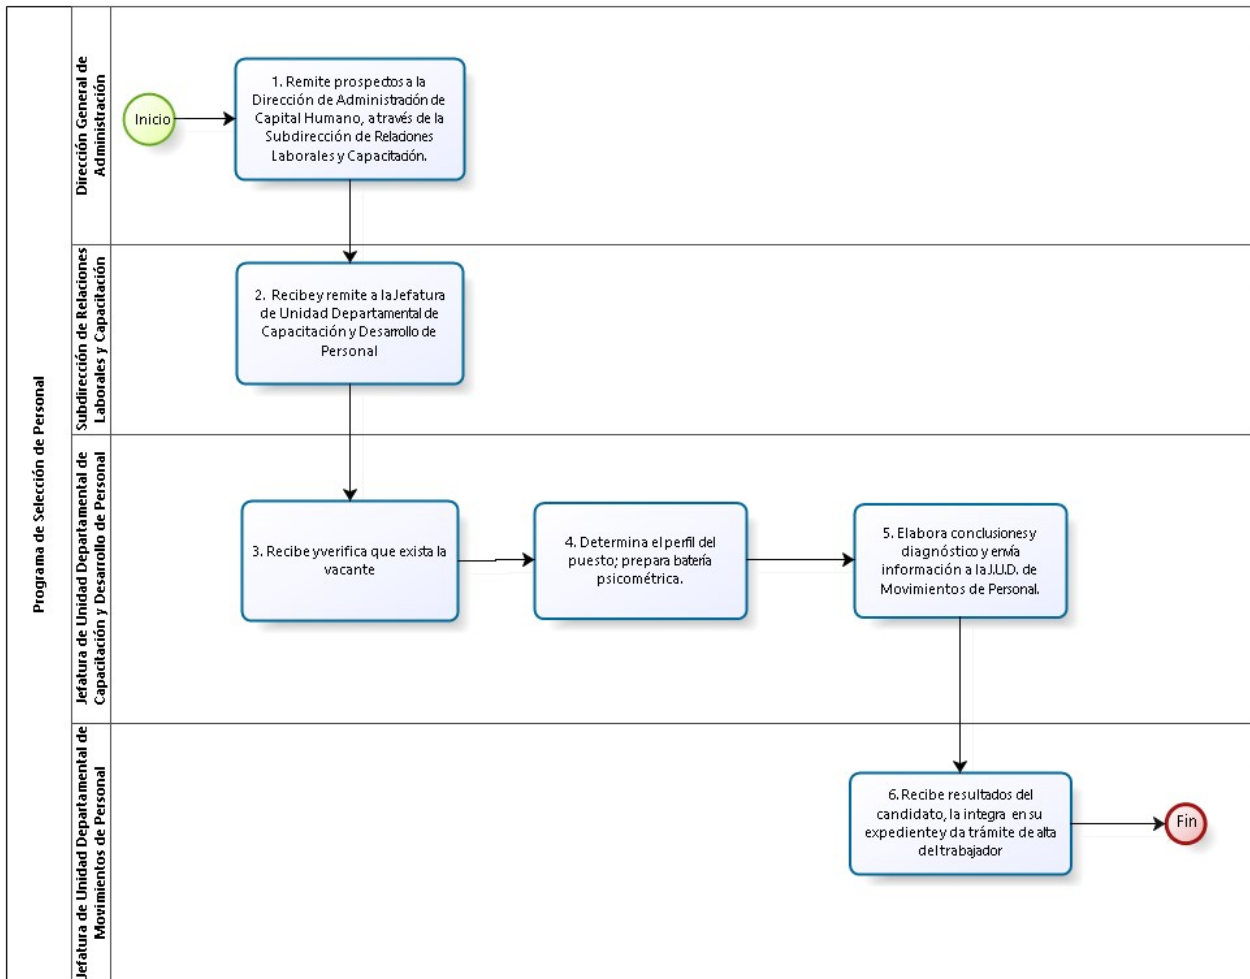 Programa de Selección de Personal
Dirección General de
Administración
Inicio
1. Remite prospectos a la
Dirección de Administración de
Capital Humano, a través de la
Subdirección de Relaciones
Laborales y Capacitación.
Subdirección de Relaciones
Laborales y Capacitación
2. Recibe y remite a la Jefatura
de Unidad Departamental de
Capacitación y Desarrollo de
Personal
Jefatura de Unidad Departamental de
Capacitación y Desarrollo de Personal
3. Recibe y verifica que exista la
vacante
4. Determina el perfil del
puesto; prepara batería
psicométrica.
5. Elabora conclusiones y
diagnóstico y envía
información a la J.U.D. de
Movimientos de Personal.
Jefatura de Unidad Departamental de
Movimientos de Personal
6. Recibe resultados del
candidato, la integra en su
expediente y da trámite de alta
del trabajador
Fin